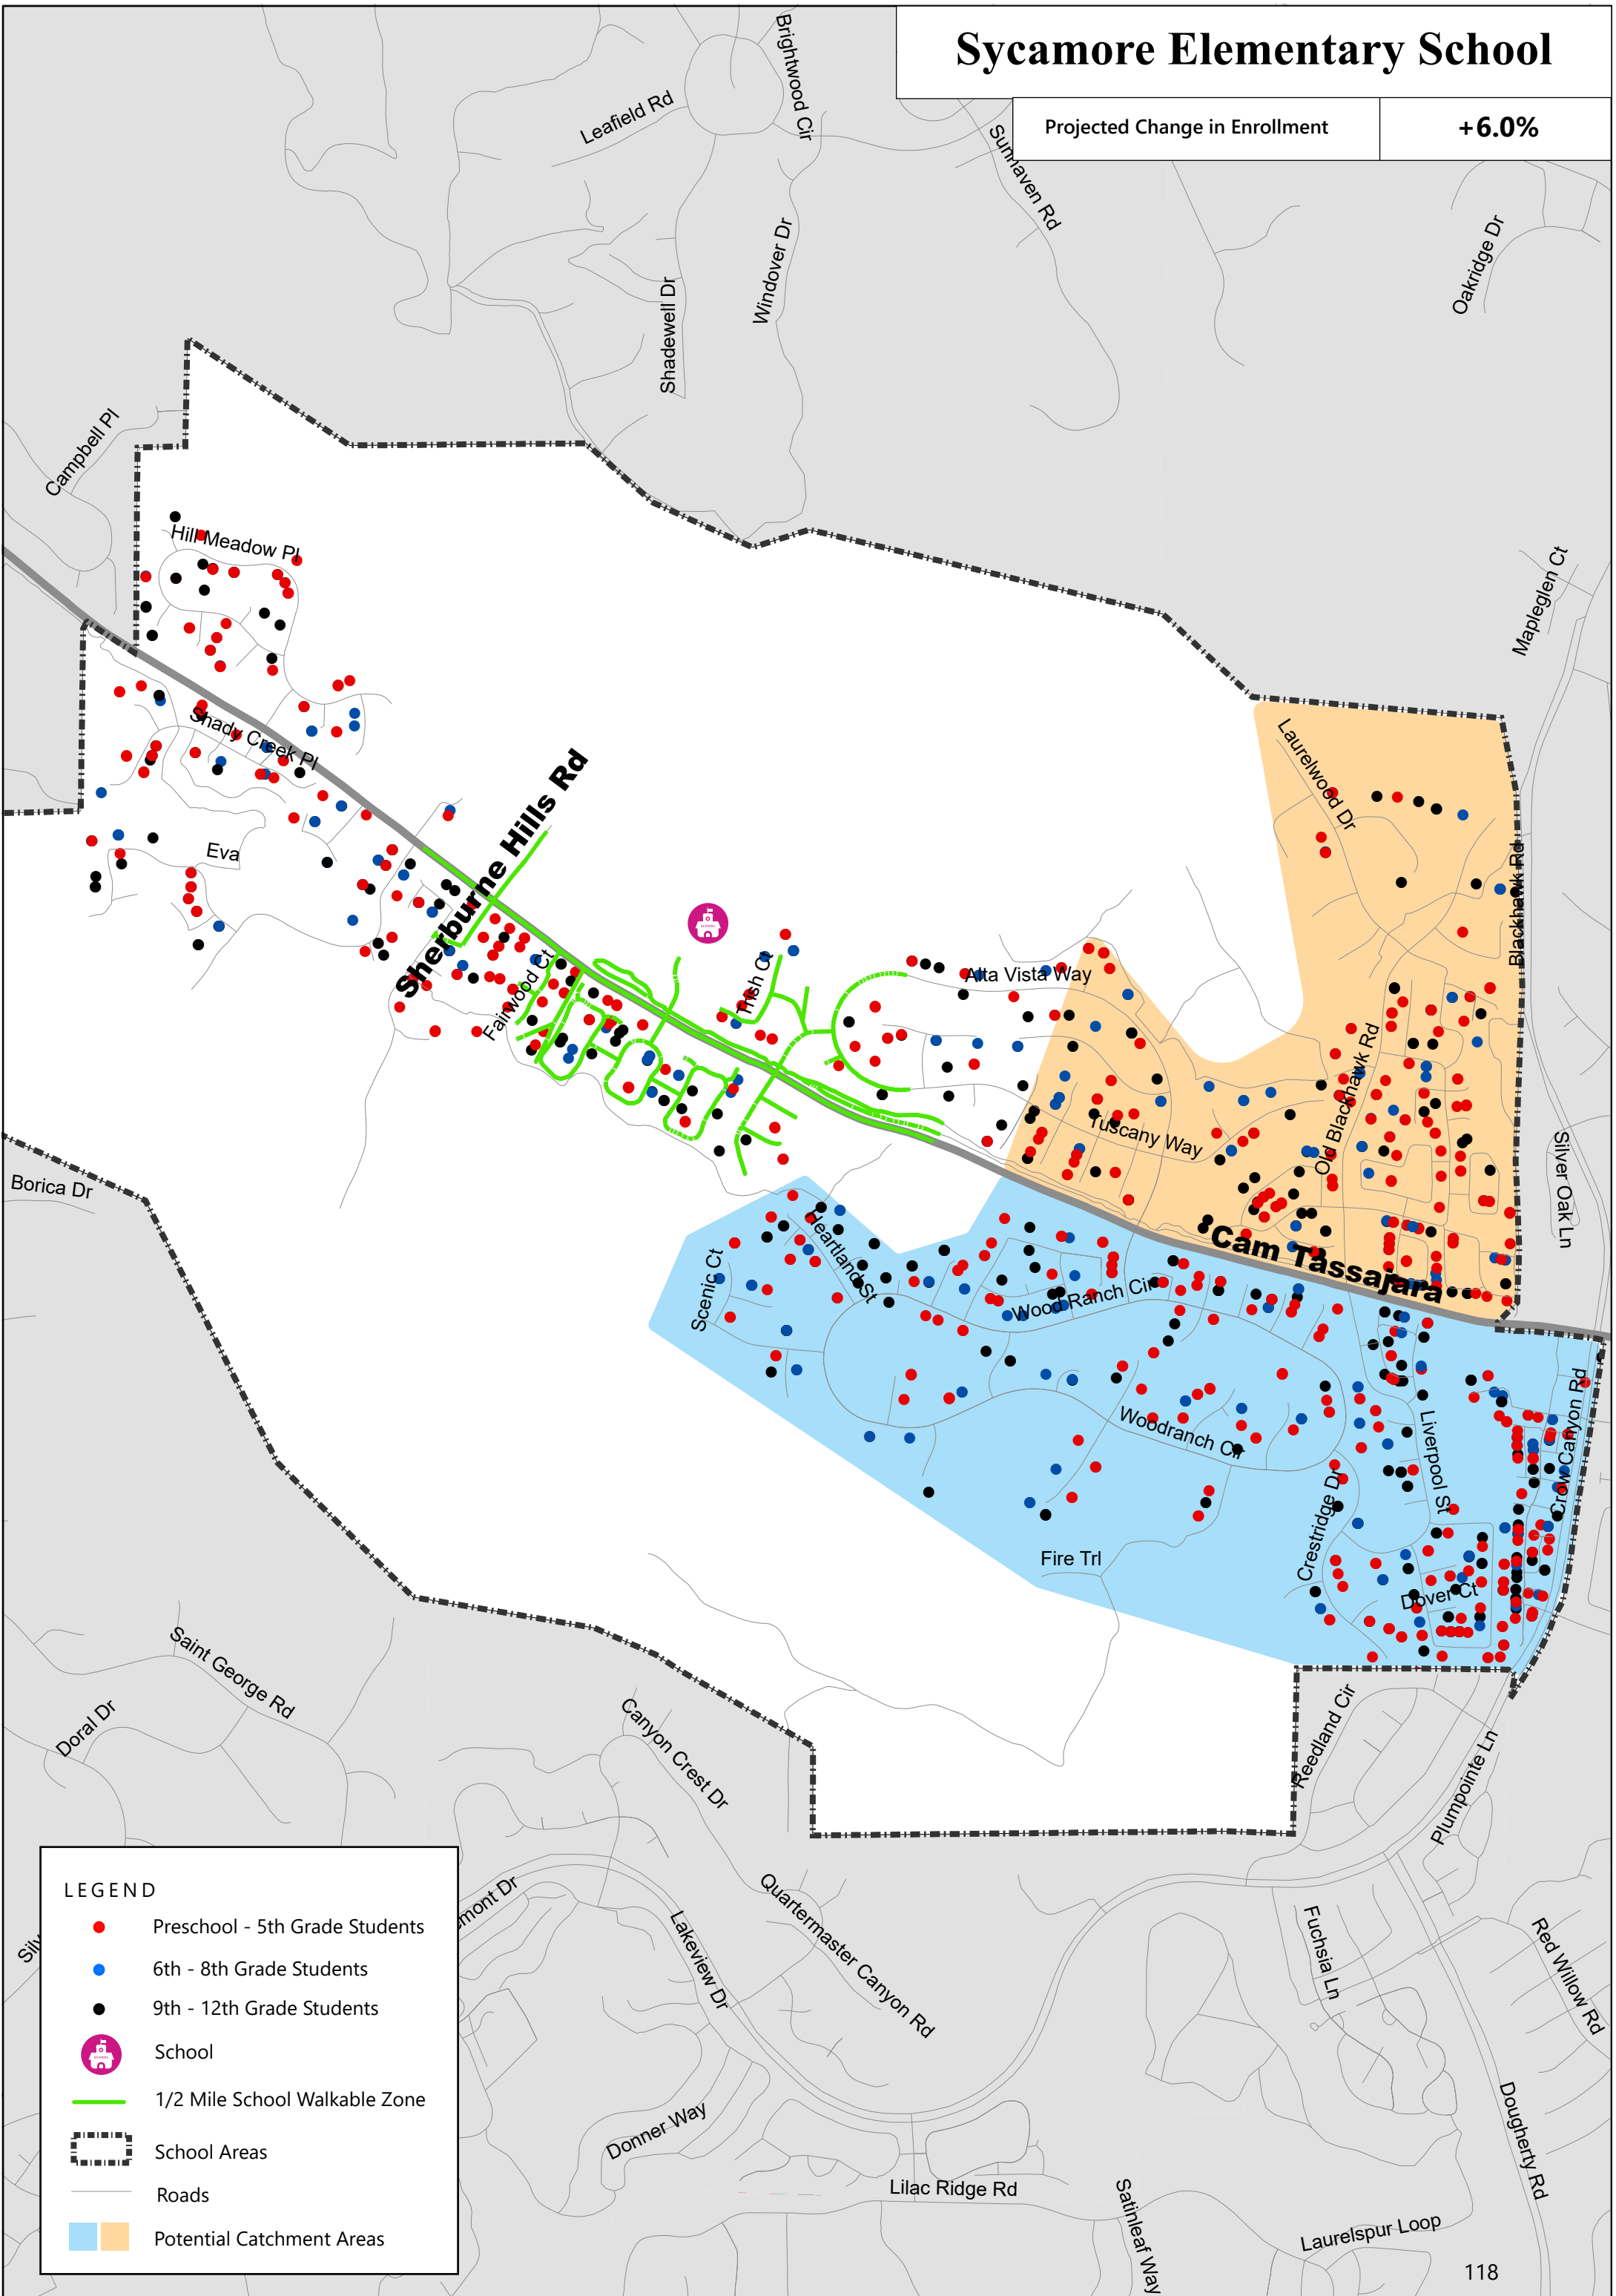 Sycamore Elementary School
Projected Change in Enrollment
+6.0%
Brightwood Cir
Leafield Rd
Sunhaven Rd
Windover Dr
Shadewell Dr
Oakridge Dr
Campbell Pl
Hill Meadow Pl
Mapleglen Ct
Shady Creek Pl
Laurelwood Dr
Sherburne Hills Rd
Eva
Blackhawk Rd
Fairwood Ct
Trish Ct
Alta Vista Way
Old Blackhawk Rd
Tuscany Way
Silver Oak Ln
Borica Dr
Heartland St
Scenic Ct
Cam Tassajara
Wood Ranch Cir
Woodranch Cir
Liverpool St
Crow Canyon Rd
Crestridge Dr
Fire Trl
Dover Ct
Saint George Rd
Doral Dr
Canyon Crest Dr
Reedland Cir
Plumpointe Ln
Quartermaster Canyon Rd
Lakeview Dr
mont Dr
Silv
Fuchsia Ln
Red Willow Rd
Donner Way
Lilac Ridge Rd
Satinleaf Way
Dougherty Rd
Laurelspur Loop
LEGEND
Preschool - 5th Grade Students
6th - 8th Grade Students
9th - 12th Grade Students
SCHOOL
School
1/2 Mile School Walkable Zone
School Areas
Roads
Potential Catchment Areas
118